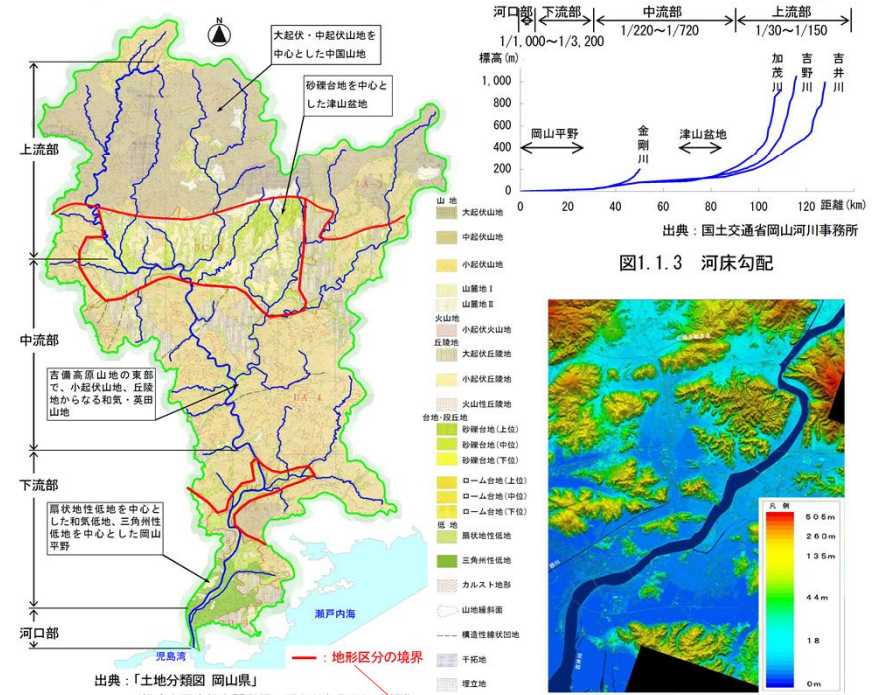 N
大起伏・中起伏山地を
中心とした中国山地
砂礫台地を中心と
した津山盆地
上流部
中流部
吉備高原山地の東部
で、小起伏山地、丘陵
地からなる和気・英田
山地
下流部
扇状地性低地を中心と
した和気低地、三角州性
低地を中心とした岡山
平野
河口部
児島湾
瀬戸内海
━━:地形区分の境界
出典:「土地分類図 岡山県」
山 地
大起伏山地
中起伏山地
小起伏山地
山麓地Ⅰ
山麓地Ⅱ
火山地
小起伏火山地
丘陵地
大起伏丘陵地
小起伏丘陵地
火山性丘陵地
台地・段丘地
砂礫台地(上位)
砂礫台地(中位)
砂礫台地(下位)
ローム台地(上位)
ローム台地(中位)
ローム台地(下位)
低 地
扇状地性低地
三角州性低地
カルスト地形
山地緩斜面
構造性線状凹地
干拓地
埋立地
河口部 下流部 中流部 上流部
1/1,000~1/3,200 1/220~1/720 1/30~1/150
標高(m)
1,000
800
600
400
200
0
加茂川
吉野川
吉井川
金剛川
岡山平野
津山盆地
0 20 40 60 80 100 120 距離(km)
出典:国土交通省岡山河川事務所
図1.1.3 河床勾配
凡 例
505m
260m
135m
44m
18
0m